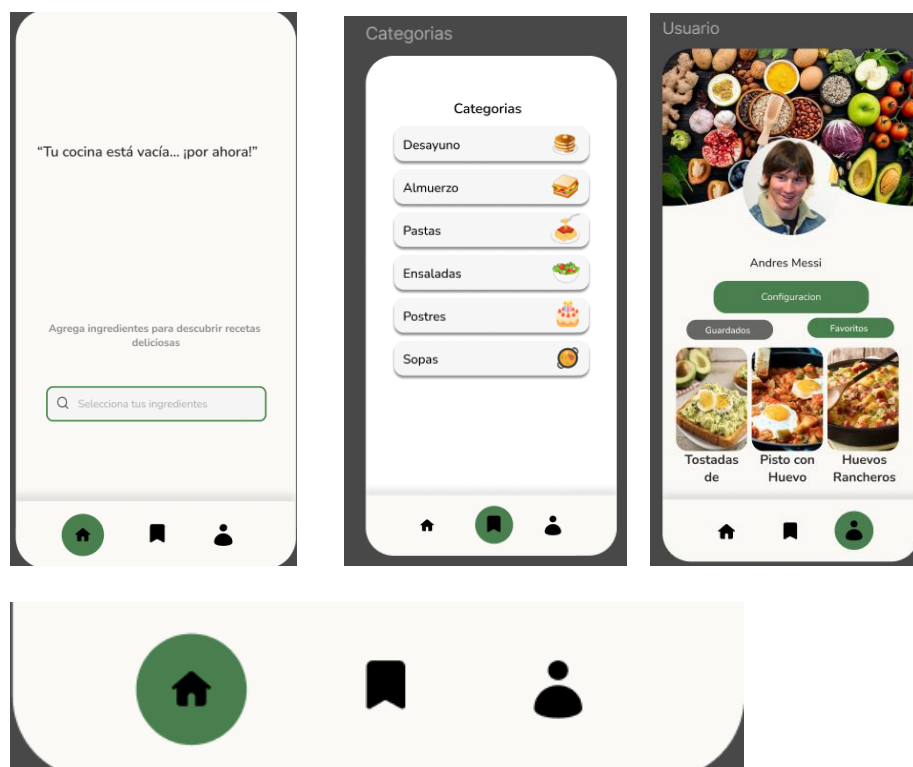 “Tu cocina está vacía... ¡por ahora!”
Agrega ingredientes para descubrir recetas
deliciosas
Selecciona tus ingredientes
Categorias
Categorias
Desayuno
Almuerzo
Pastas
Ensaladas
Postres
Sopas
Usuario
Andres Messi
Configuracion
Guardados
Favoritos
Tostadas
de
Pisto con
Huevo
Huevos
Rancheros